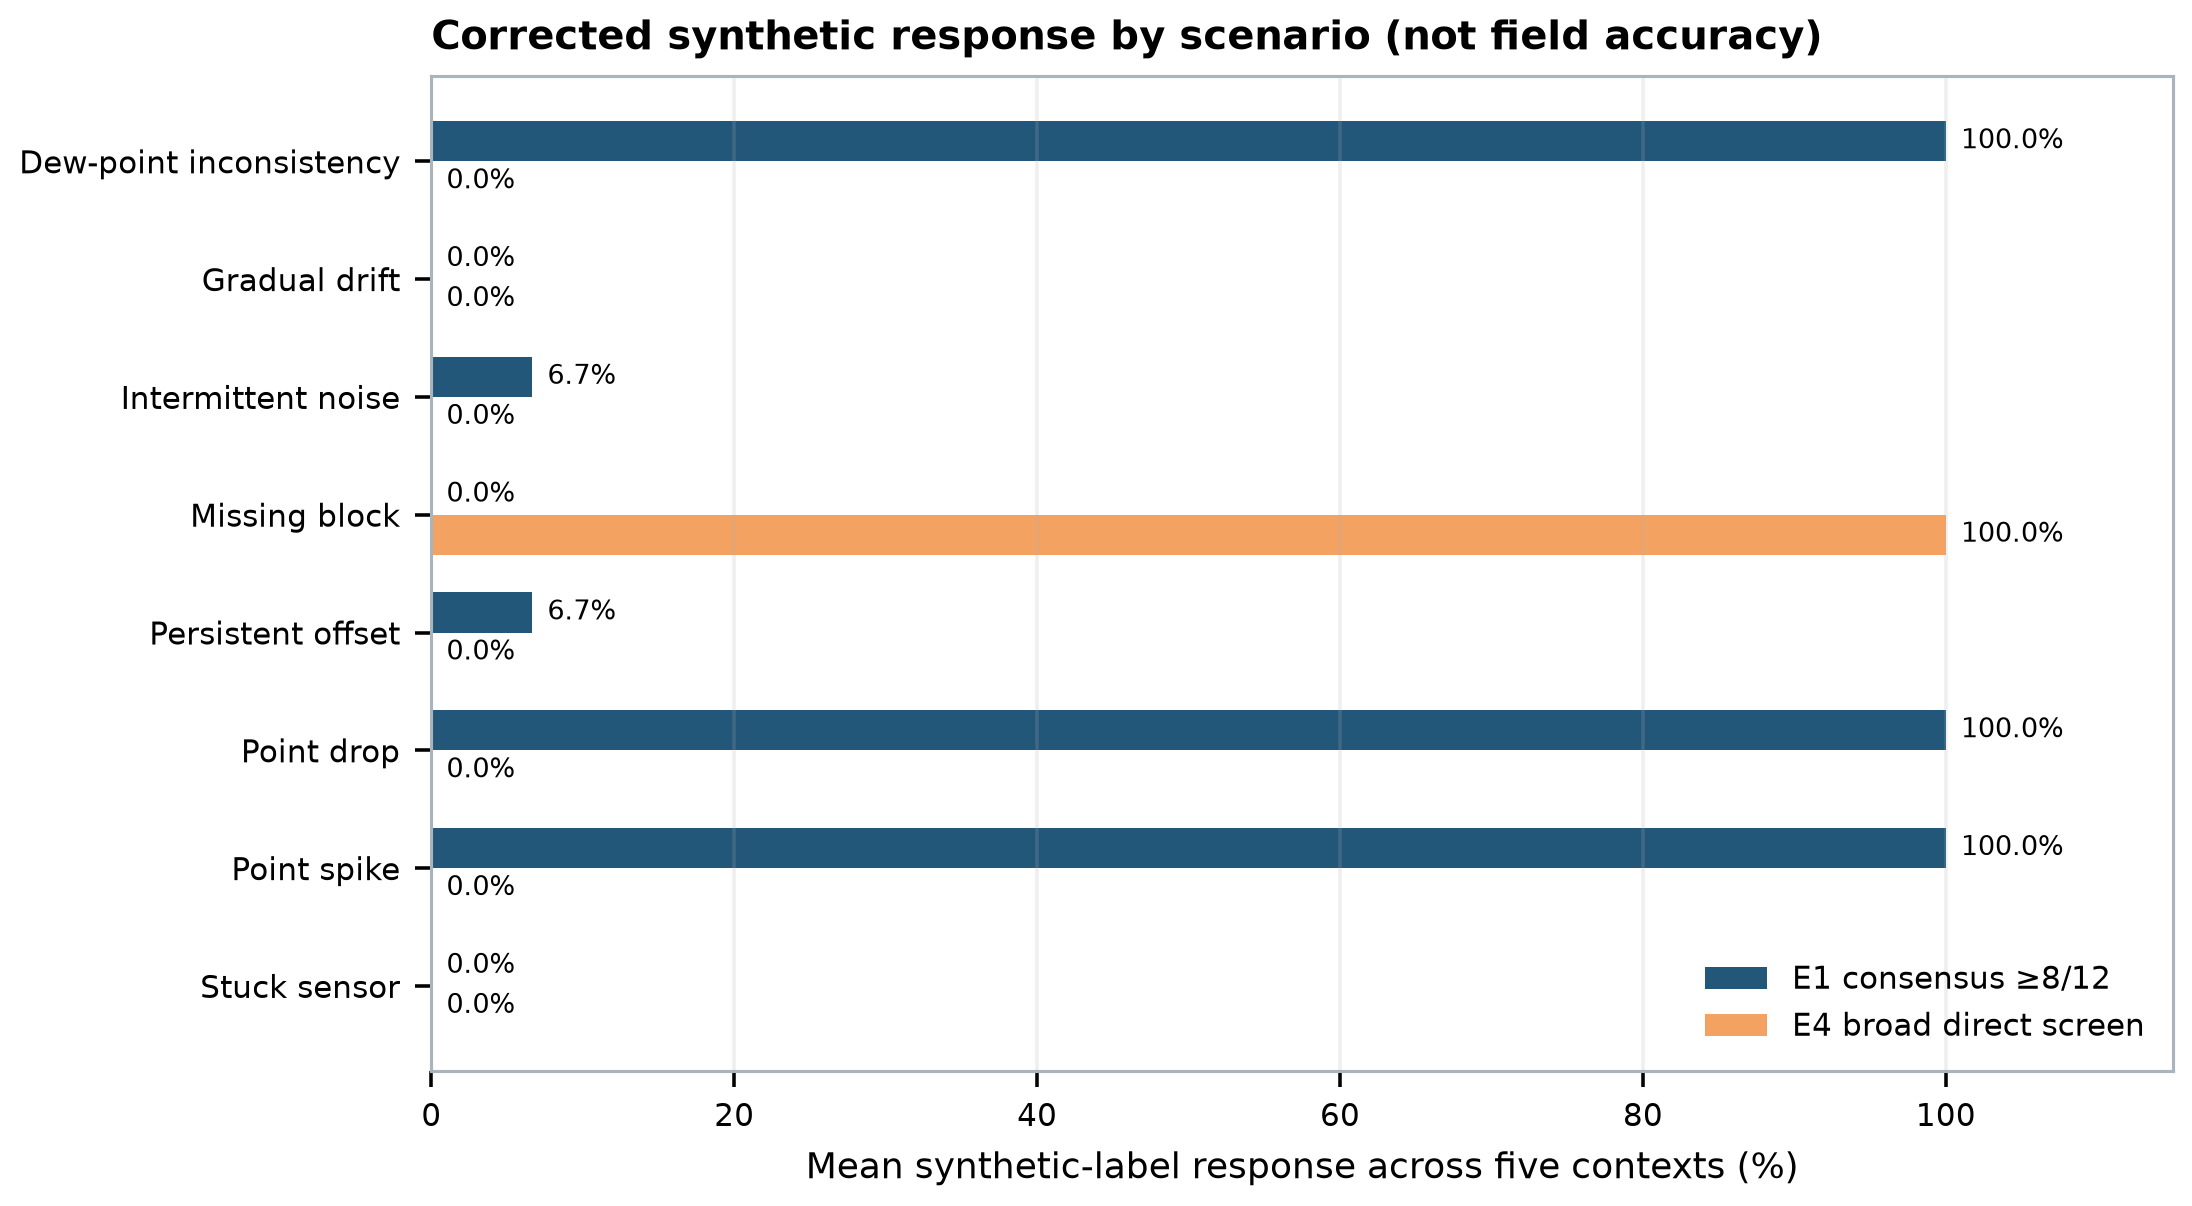 Corrected synthetic response by scenario (not field accuracy)
Dew-point inconsistency
100.0%
0.0%
Gradual drift
0.0%
0.0%
Intermittent noise
6.7%
0.0%
Missing block
0.0%
100.0%
Persistent offset
6.7%
0.0%
Point drop
100.0%
0.0%
Point spike
100.0%
0.0%
Stuck sensor
0.0%
0.0%
E1 consensus ≥8/12
E4 broad direct screen
0 20 40 60 80 100
Mean synthetic-label response across five contexts (%)